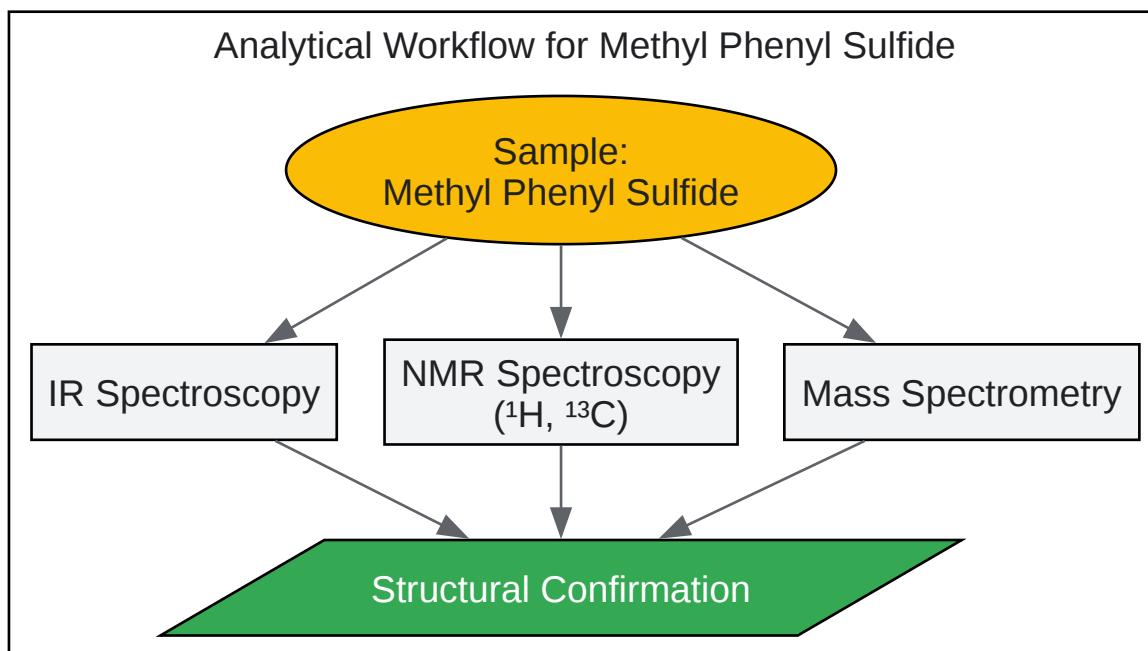 Analytical Workflow for Methyl Phenyl Sulfide
Sample:
Methyl Phenyl Sulfide
IR Spectroscopy
NMR Spectroscopy
(¹H, ¹³C)
Mass Spectrometry
Structural Confirmation